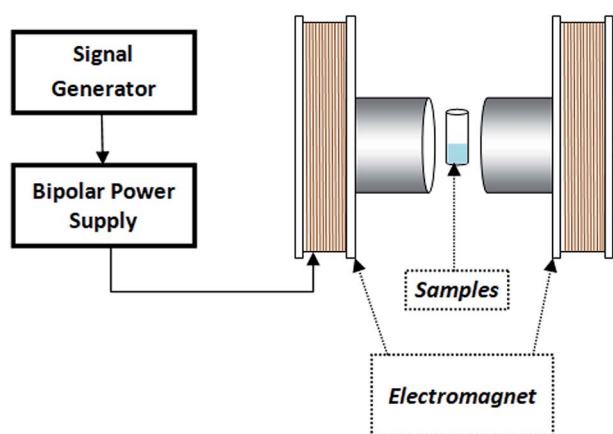 Signal
Generator
Bipolar Power
Supply
Samples
Electromagnet